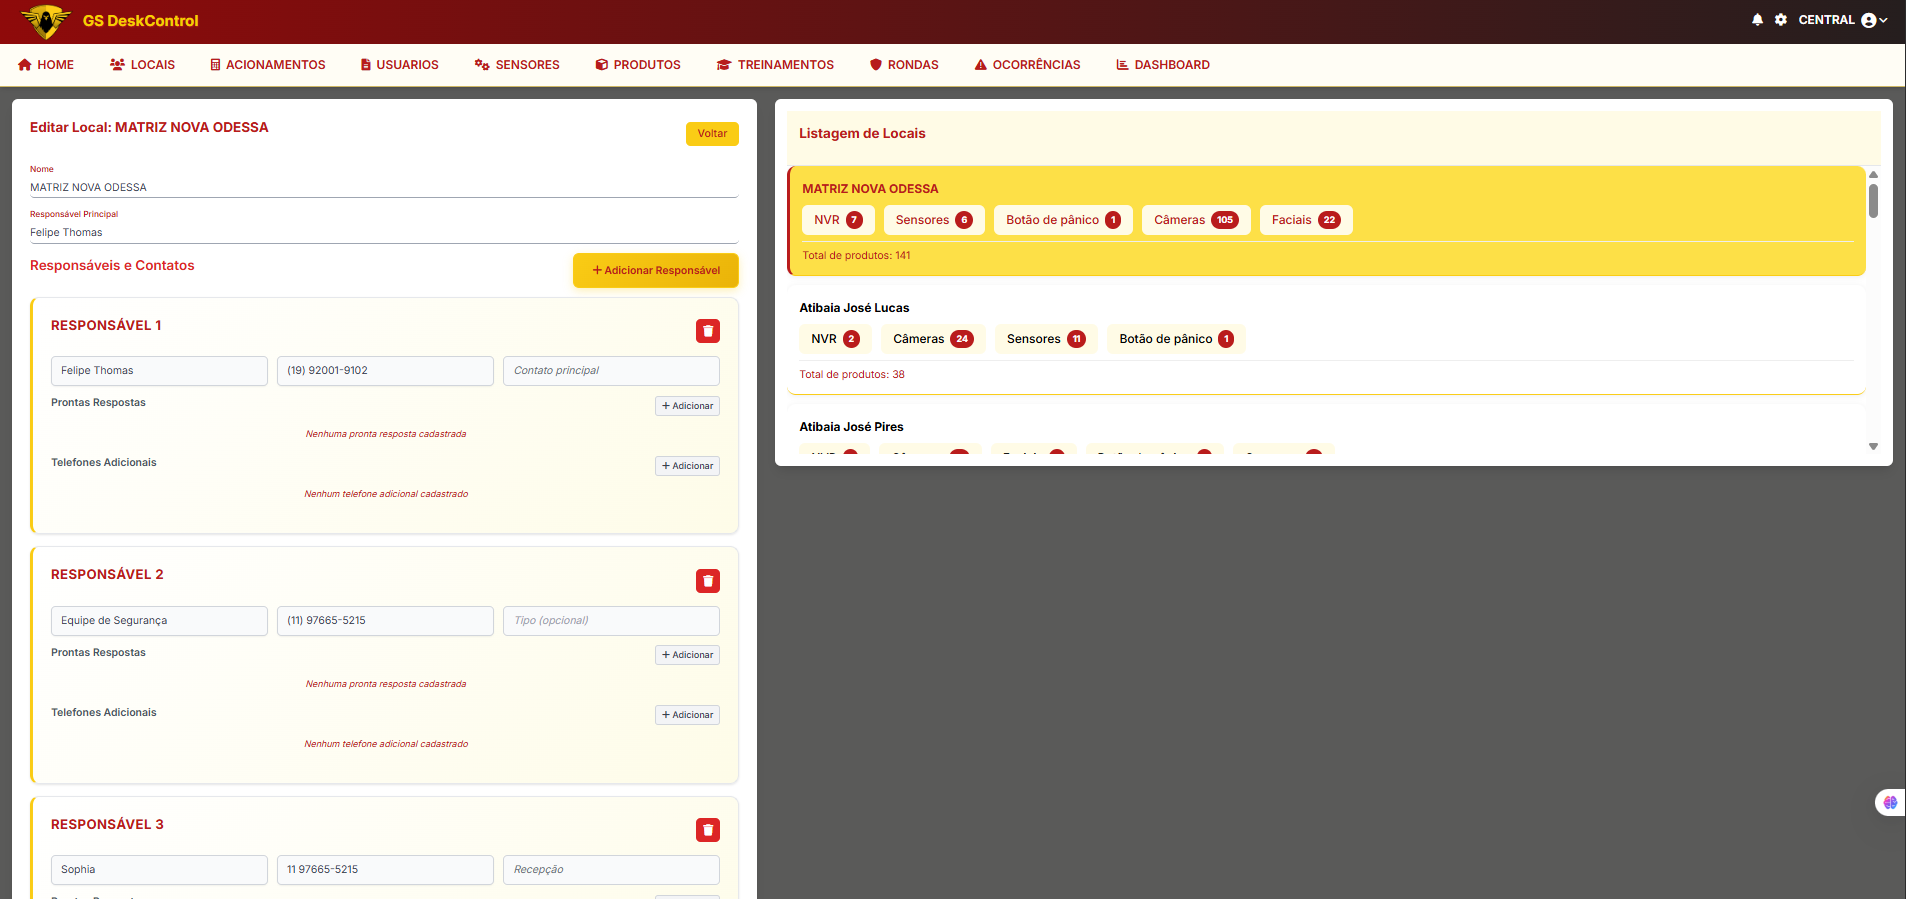 GS DeskControl
CENTRAL
HOME LOCAIS ACIONAMENTOS USUARIOS SENSORES PRODUTOS TREINAMENTOS RONDAS OCORRÊNCIAS DASHBOARD
Editar Local: MATRIZ NOVA ODESSA
Voltar
Nome
MATRIZ NOVA ODESSA
Responsável Principal
Felipe Thomas
Responsáveis e Contatos
+ Adicionar Responsável
RESPONSÁVEL 1
Felipe Thomas (19) 92001-9102 Contato principal
Prontas Respostas + Adicionar
Nenhuma pronta resposta cadastrada
Telefones Adicionais + Adicionar
Nenhum telefone adicional cadastrado
RESPONSÁVEL 2
Equipe de Segurança (11) 97665-5215 Tipo (opcional)
Prontas Respostas + Adicionar
Nenhuma pronta resposta cadastrada
Telefones Adicionais + Adicionar
Nenhum telefone adicional cadastrado
RESPONSÁVEL 3
Sophia 11 97665-5215 Recepção
Listagem de Locais
MATRIZ NOVA ODESSA
NVR 7 Sensores 6 Botão de pânico 1 Câmeras 105 Faciais 22
Total de produtos: 141
Atibaia José Lucas
NVR 2 Câmeras 24 Sensores 11 Botão de pânico 1
Total de produtos: 38
Atibaia José Pires